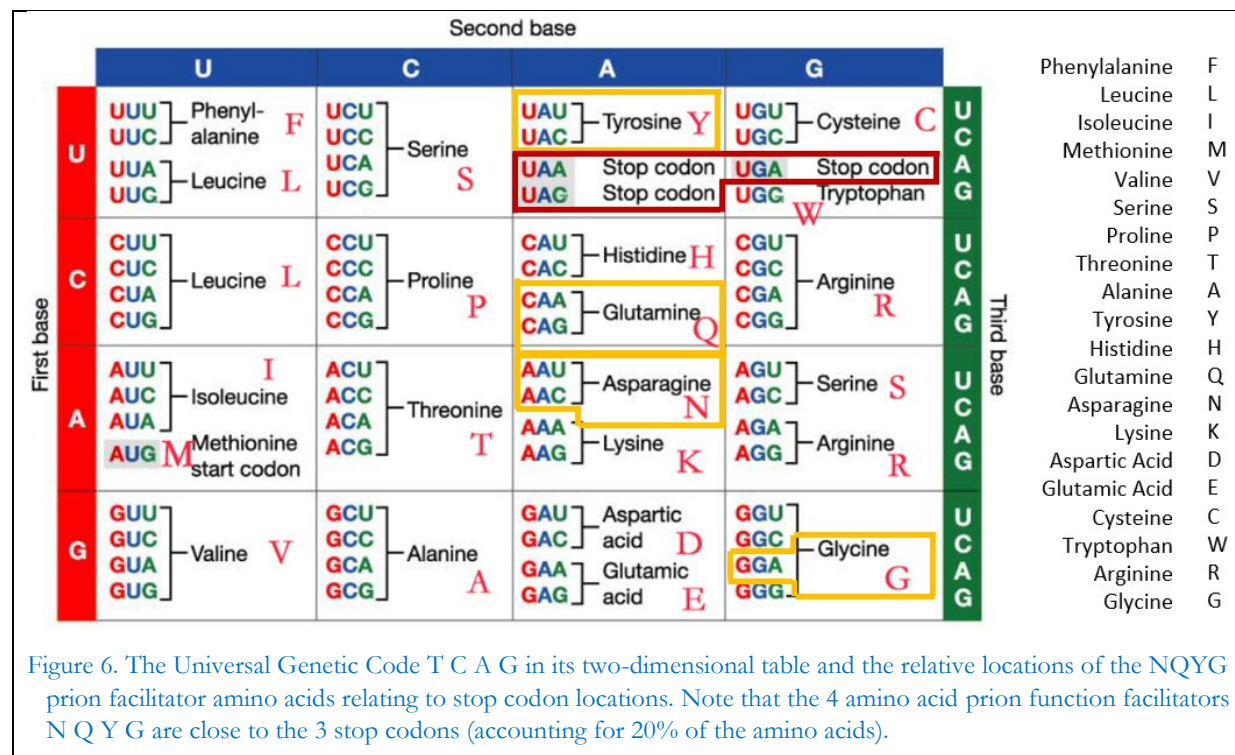 Second base
U C A G
First base
U
UUU Phenyl-
UUC alanine F
UUA Leucine L
UUG
UCU
UCC Serine
UCA S
UCG
UAU Tyrosine Y
UAC
UAA Stop codon
UAG Stop codon
UGU Cysteine C
UGC
UGA Stop codon
UGG Tryptophan
W
U
C
A
G
C
CUU
CUC Leucine L
CUA
CUG
CCU
CCC Proline
CCA P
CCG
CAU Histidine H
CAC
CAA Glutamine
CAG Q
CGU
CGC Arginine
CGA R
CGG
U
C
A
G
A
AUU I
AUC Isoleucine
AUA
AUG M Methionine
start codon
ACU
ACC Threonine
ACA T
ACG
AAU Asparagine
AAC N
AAA Lysine
AAG K
AGU Serine S
AGC
AGA Arginine
AGG R
U
C
A
G
G
GUU
GUC Valine V
GUA
GUG
GCU
GCC Alanine
GCA A
GCG
GAU Aspartic
GAC acid D
GAA Glutamic
GAG acid E
GGU
GGC Glycine
GGA G
GGG
U
C
A
G
Third base
Phenylalanine F
Leucine L
Isoleucine I
Methionine M
Valine V
Serine S
Proline P
Threonine T
Alanine A
Tyrosine Y
Histidine H
Glutamine Q
Asparagine N
Lysine K
Aspartic Acid D
Glutamic Acid E
Cysteine C
Tryptophan W
Arginine R
Glycine G
Figure 6. The Universal Genetic Code T C A G in its two-dimensional table and the relative locations of the NQYG
prion facilitator amino acids relating to stop codon locations. Note that the 4 amino acid prion function facilitators
N Q Y G are close to the 3 stop codons (accounting for 20% of the amino acids).